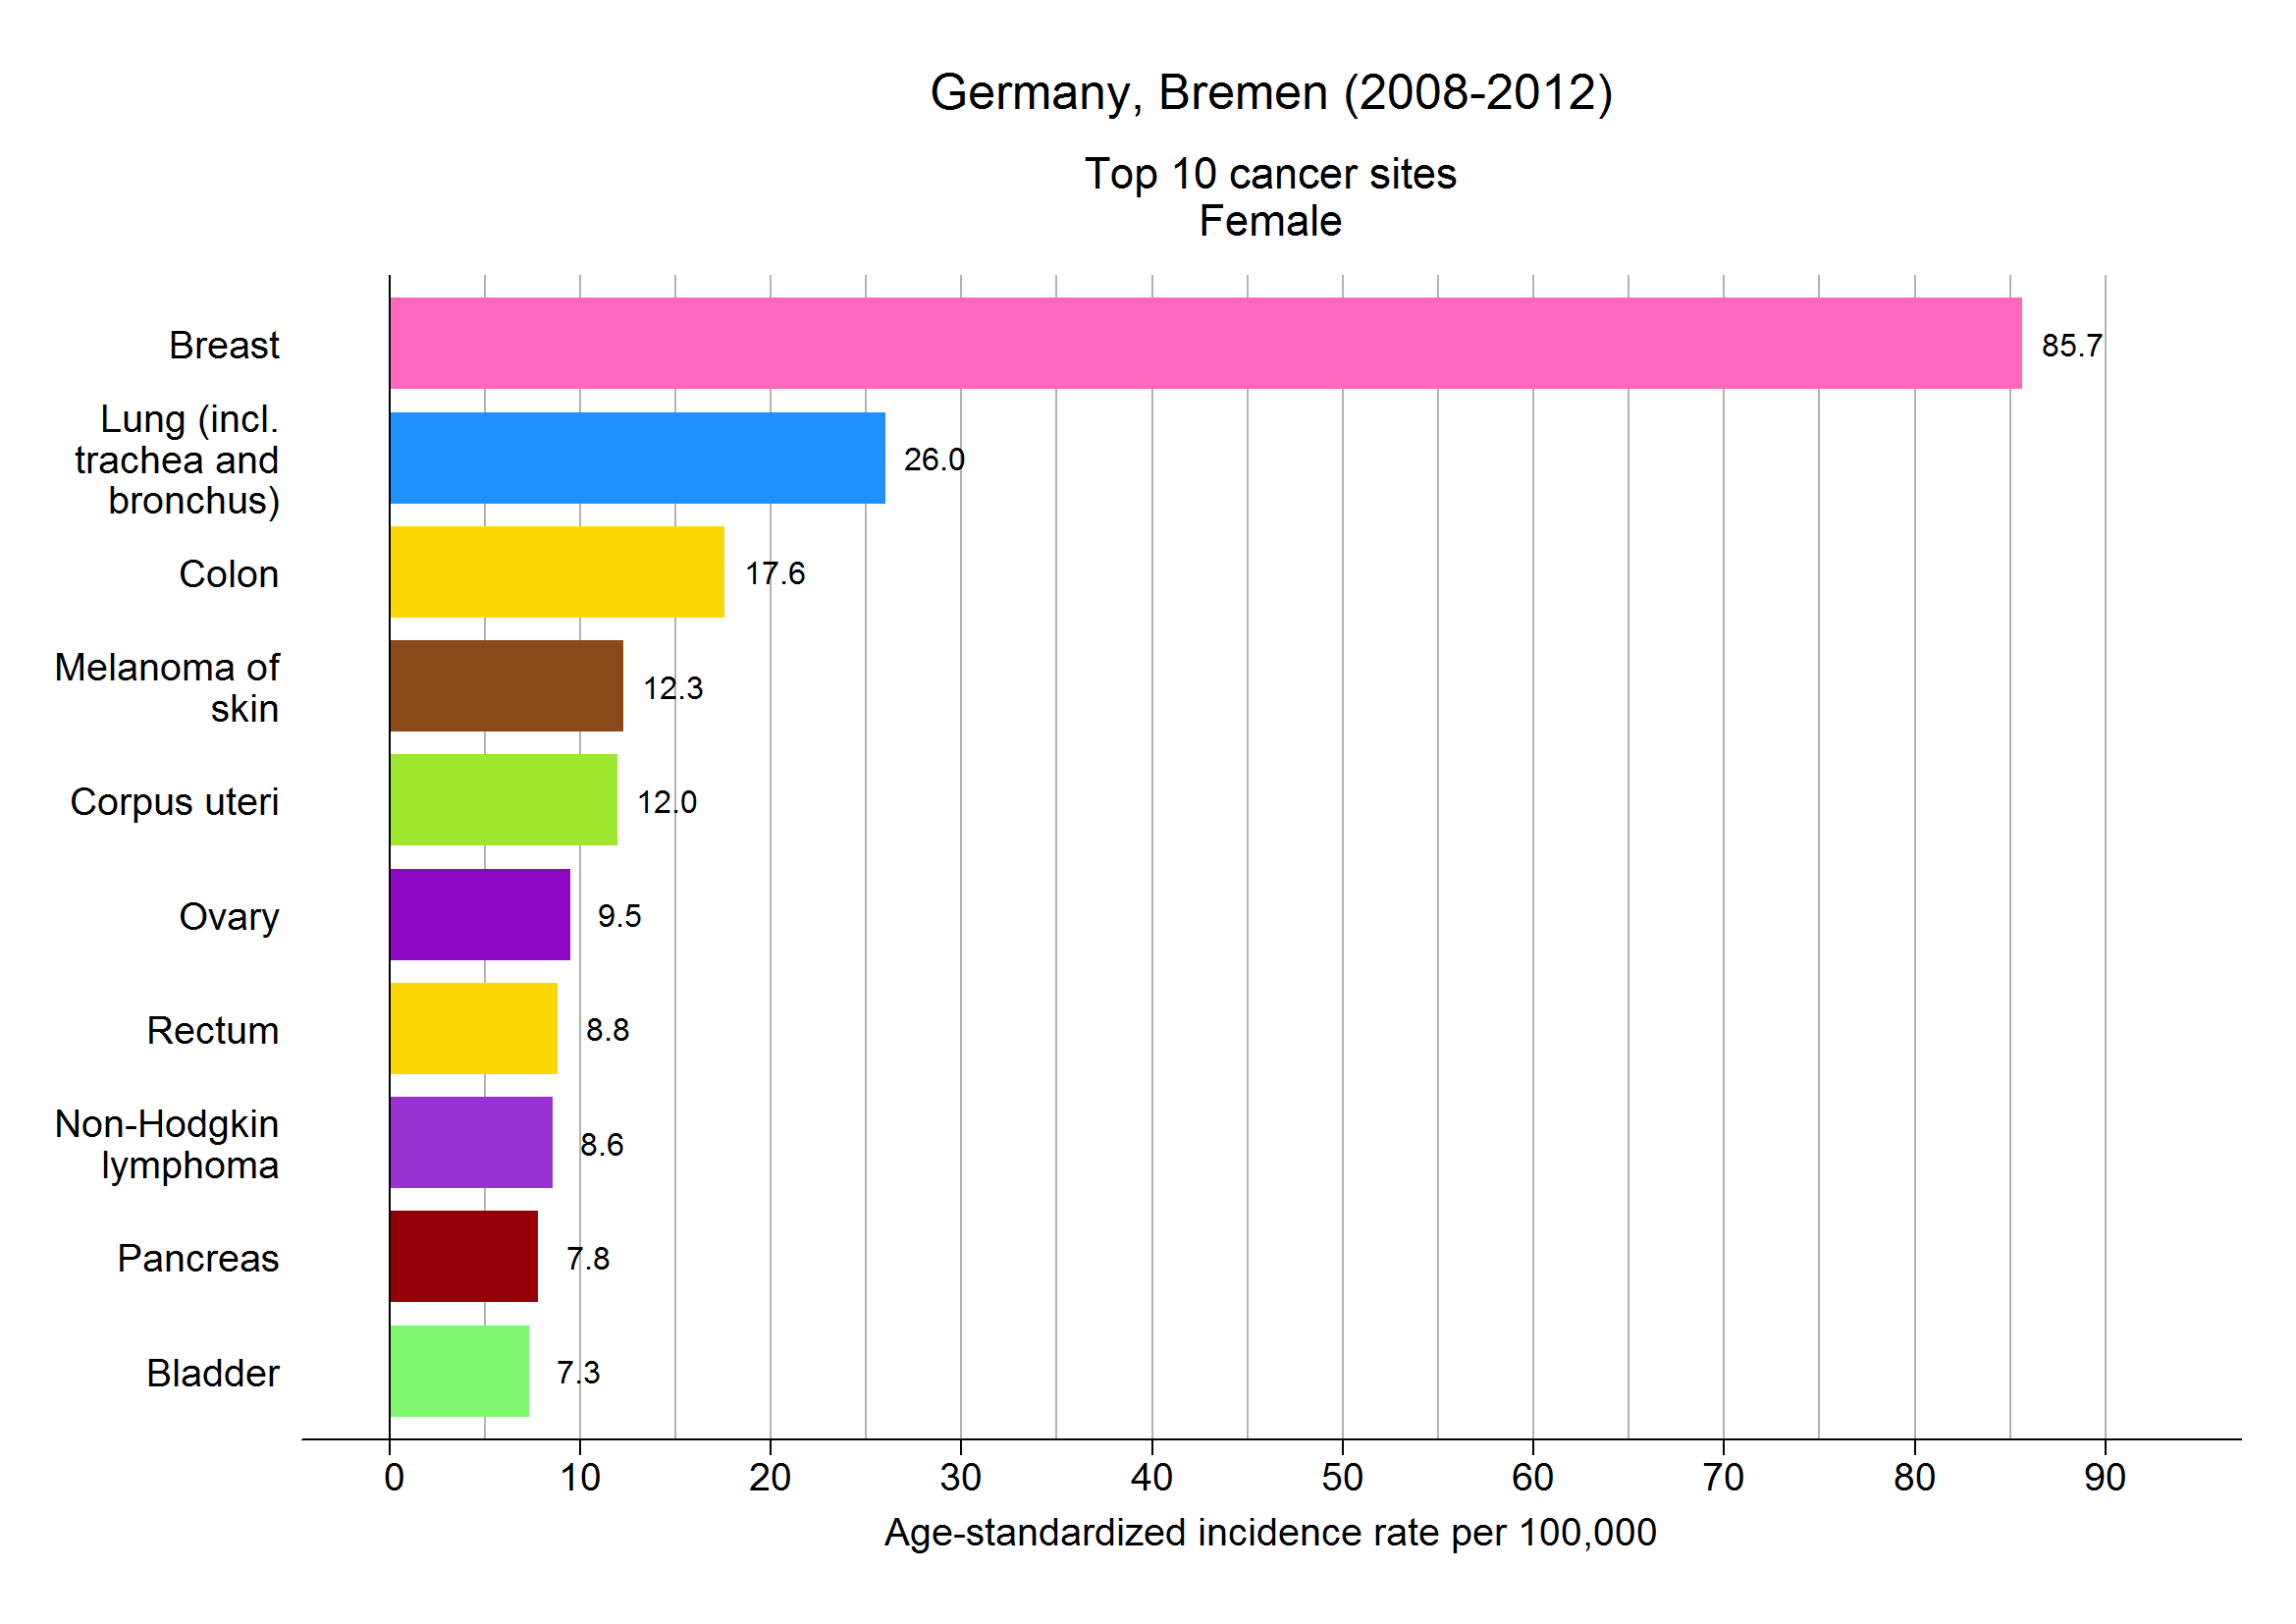 Germany, Bremen (2008-2012)
Top 10 cancer sites
Female
Breast
85.7
Lung (incl.
trachea and
bronchus)
26.0
Colon
17.6
Melanoma of
skin
12.3
Corpus uteri
12.0
Ovary
9.5
Rectum
8.8
Non-Hodgkin
lymphoma
8.6
Pancreas
7.8
Bladder
7.3
0 10 20 30 40 50 60 70 80 90
Age-standardized incidence rate per 100,000